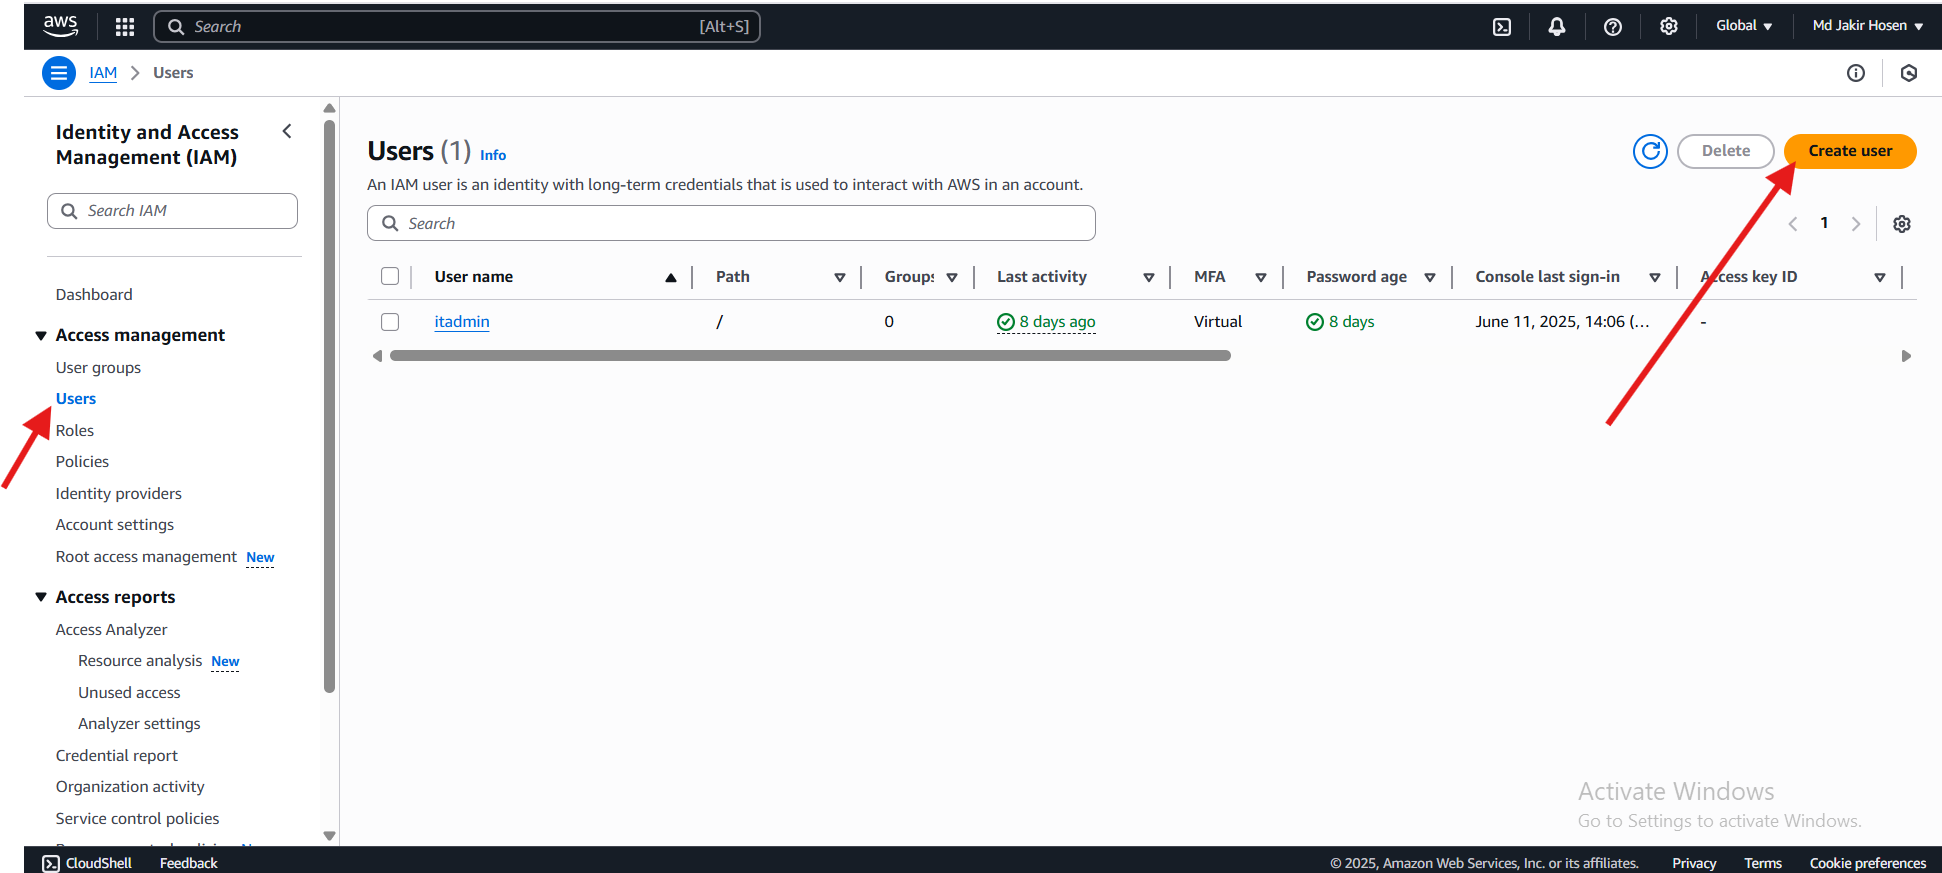 aws
Search [Alt+S]
Global
Md Jakir Hosen
IAM > Users
Identity and Access
Management (IAM)
Search IAM
Dashboard
Access management
User groups
Users
Roles
Policies
Identity providers
Account settings
Root access management New
Access reports
Access Analyzer
Resource analysis New
Unused access
Analyzer settings
Credential report
Organization activity
Service control policies
Users (1) Info
Delete
Create user
An IAM user is an identity with long-term credentials that is used to interact with AWS in an account.
Search
1
User name Path Groups Last activity MFA Password age Console last sign-in Access key ID
itadmin / 0 8 days ago Virtual 8 days June 11, 2025, 14:06 (... -
Activate Windows
Go to Settings to activate Windows.
CloudShell Feedback © 2025, Amazon Web Services, Inc. or its affiliates. Privacy Terms Cookie preferences